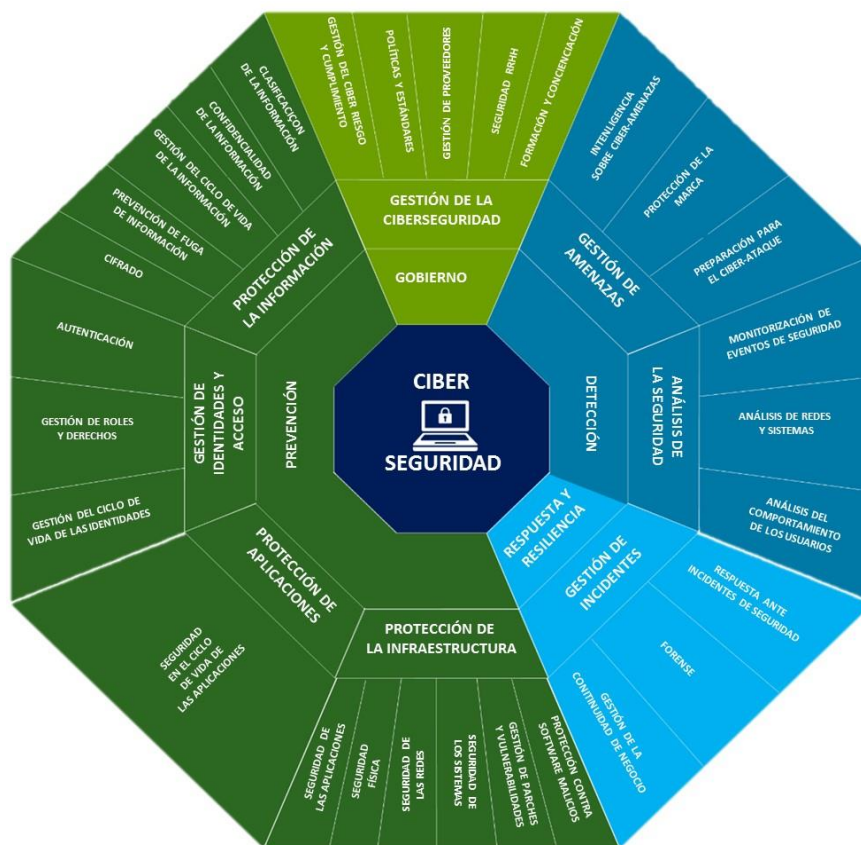 CIBER
SEGURIDAD
GOBIERNO
GESTIÓN DE LA
CIBERSEGURIDAD
GESTIÓN DEL CIBER RIESGO
Y CUMPLIMIENTO
POLÍTICAS Y ESTÁNDARES
GESTIÓN DE PROVEEDORES
SEGURIDAD RRHH
FORMACIÓN Y CONCIENCIACIÓN
DETECCIÓN
GESTIÓN DE
AMENAZAS
INTENLIGENCIA
SOBRE CIBER-AMENAZAS
PROTECCIÓN DE LA
MARCA
PREPARACIÓN PARA
EL CIBER-ATAQUE
ANÁLISIS DE
LA SEGURIDAD
MONITORIZACIÓN DE
EVENTOS DE SEGURIDAD
ANÁLISIS DE REDES
Y SISTEMAS
ANÁLISIS DEL
COMPORTAMIENTO
DE LOS USUARIOS
RESPUESTA Y
RESILIENCIA
GESTIÓN DE
INCIDENTES
RESPUESTA ANTE
INCIDENTES DE SEGURIDAD
FORENSE
GESTIÓN DE LA
CONITINUIDAD DE NEGOCIO
PREVENCIÓN
PROTECCIÓN DE
LA INFRAESTRUCTURA
PROTECCIÓN CONTRA
SOFTWARE MALICIOS
GESTIÓN DE PARCHES
Y VULNERABILIDADES
SEGURIDAD DE
LOS SISTEMAS
SEGURIDAD DE
LAS REDES
SEGURIDAD
FÍSICA
SEGURIDAD DE
LAS APLICACIONES
PROTECCIÓN DE
APLICACIONES
SEGURIDAD
EN EL CICLO
DE VIDA DE
LAS APLICACIONES
GESTIÓN DE
IDENTIDADES Y
ACCESO
GESTIÓN DEL CICLO DE
VIDA DE LAS IDENTIDADES
GESTIÓN DE ROLES
Y DERECHOS
AUTENTICACIÓN
PROTECCIÓN DE
LA INFORMACIÓN
CIFRADO
PREVENCIÓN DE FUGA
DE INFORMACIÓN
GESTIÓN DEL CICLO DE VIDA
DE LA INFORMACIÓN
CONFIDENCIALIDAD
DE LA INFORMACIÓN
CLASIFICACIÇON
DE LA INFORMACIÓN